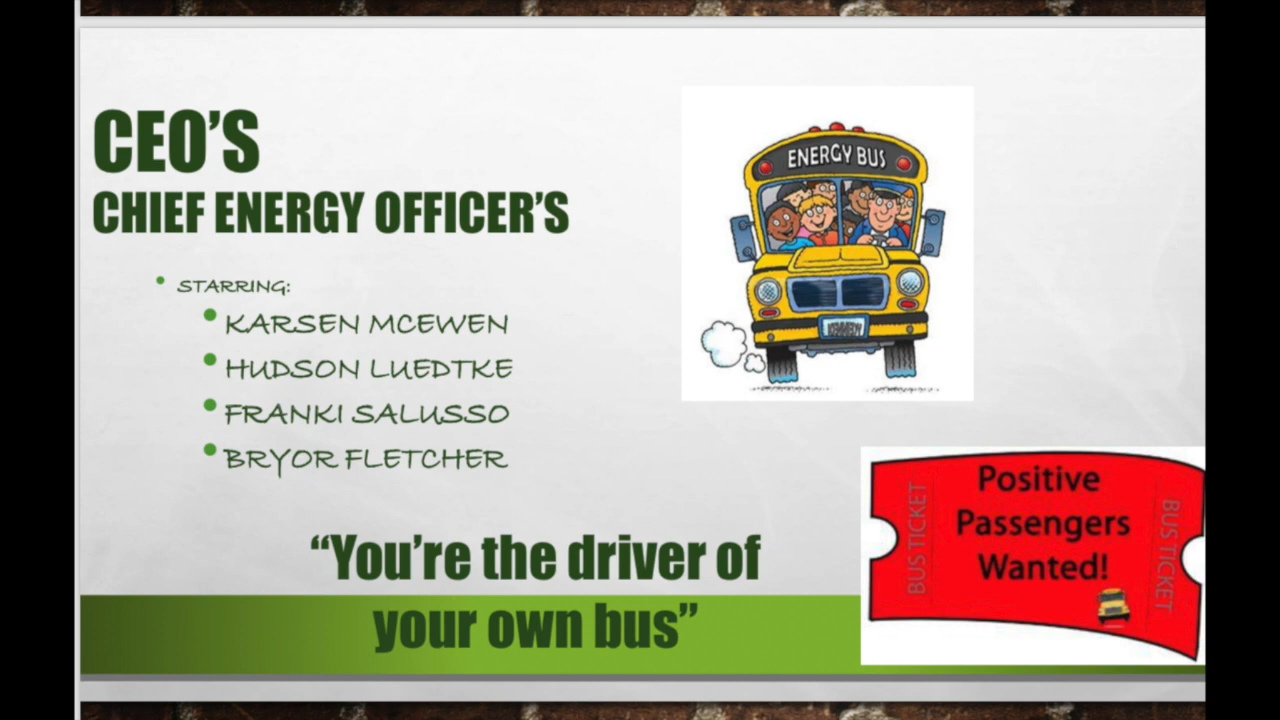 CEO'S
CHIEF ENERGY OFFICER'S
STARRING:
KARSEN MCEWEN
HUDSON LUEDTKE
FRANKI SALUSSO
BRYOR FLETCHER
"You're the driver of
your own bus"
ENERGY BUS
KENNEDY
BUS TICKET
Positive
Passengers
Wanted!
BUS TICKET